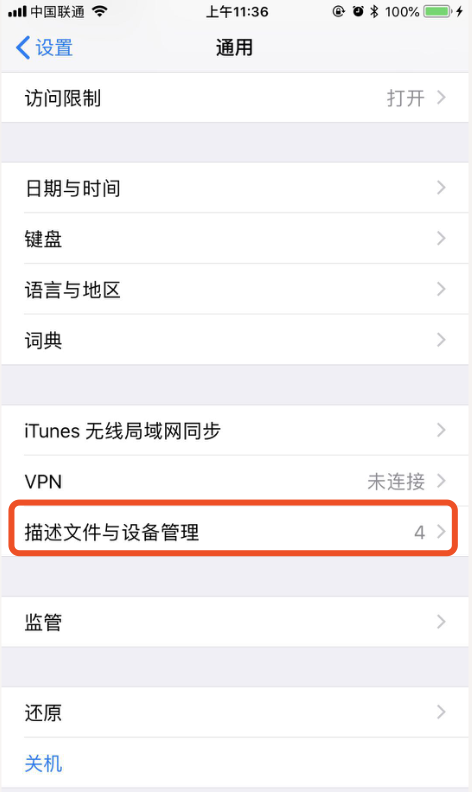 中国联通 上午11:36 100%
设置 通用
访问限制 打开
日期与时间
键盘
语言与地区
词典
iTunes 无线局域网同步
VPN 未连接
描述文件与设备管理 4
监管
还原
关机